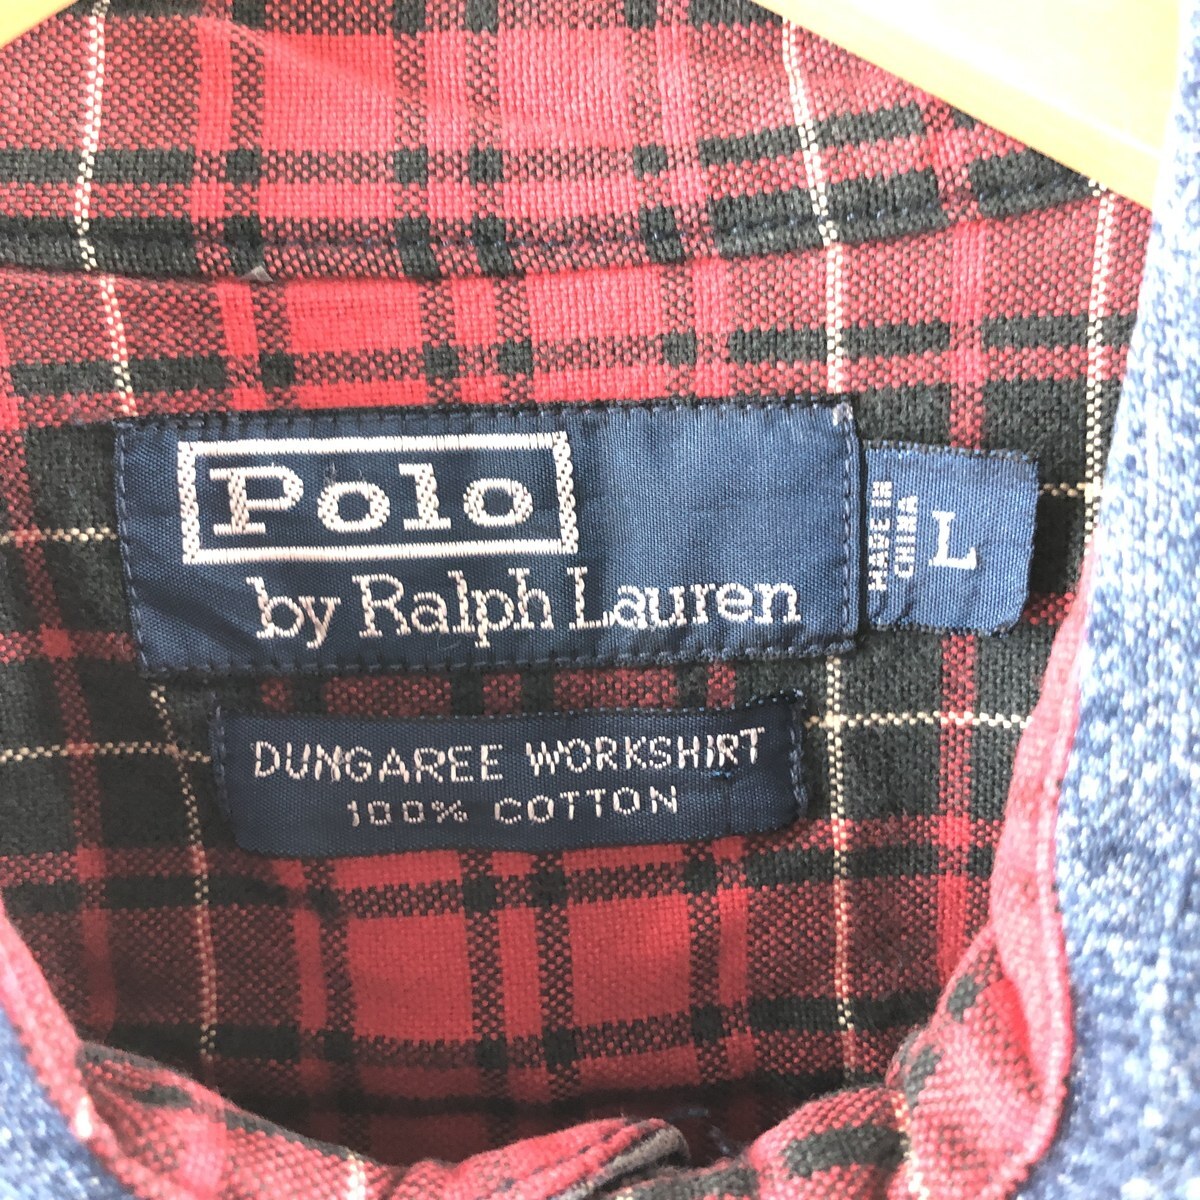 Polo
by Ralph Lauren
MADE IN
CHINA
L
DUNGAREE WORKSHIRT
100% COTTON